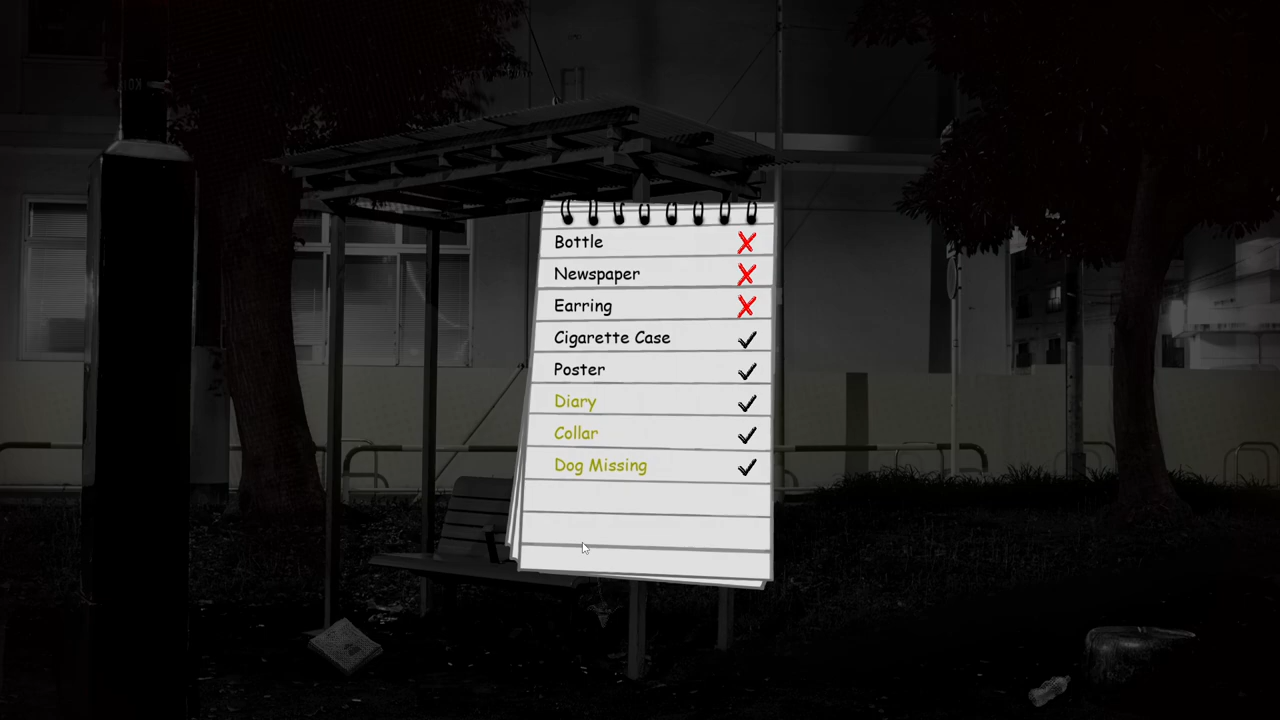 Bottle
Newspaper
Earring
Cigarette Case
Poster
Diary
Collar
Dog Missing